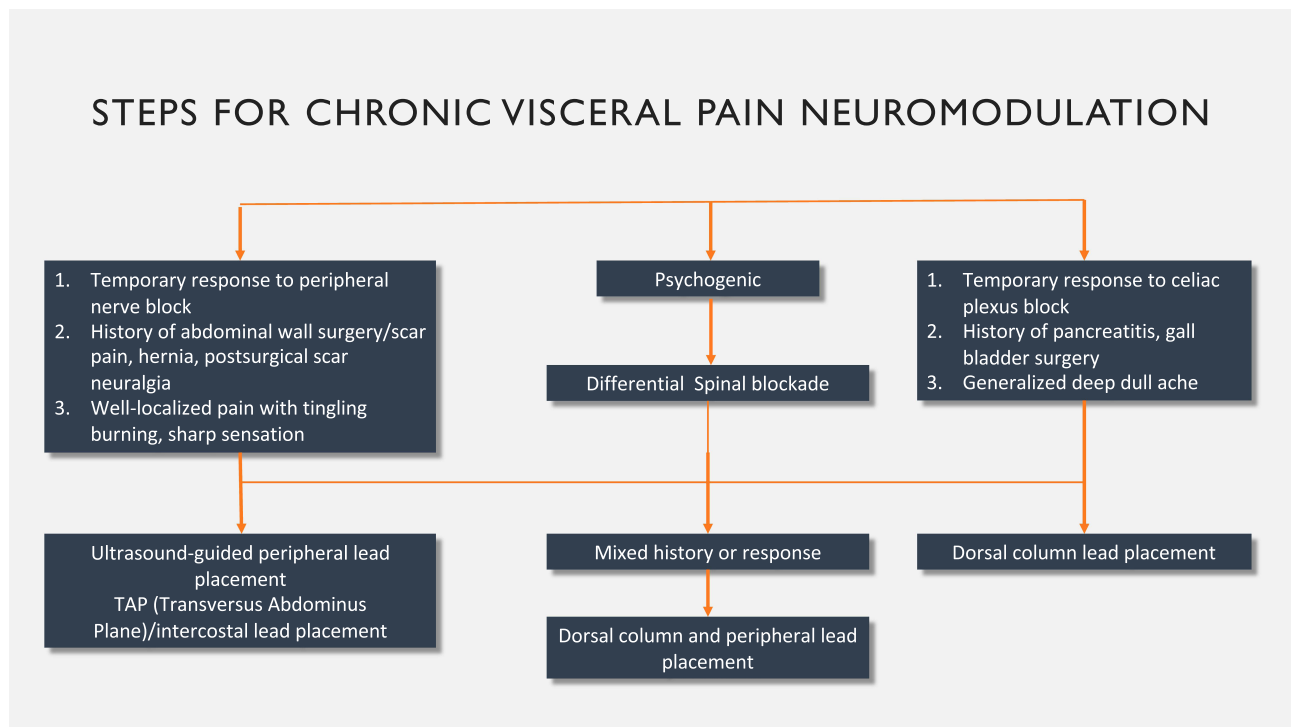 STEPS FOR CHRONIC VISCERAL PAIN NEUROMODULATION
1. Temporary response to peripheral
nerve block
2. History of abdominal wall surgery/scar
pain, hernia, postsurgical scar
neuralgia
3. Well-localized pain with tingling
burning, sharp sensation
Psychogenic
Differential Spinal blockade
1. Temporary response to celiac
plexus block
2. History of pancreatitis, gall
bladder surgery
3. Generalized deep dull ache
Ultrasound-guided peripheral lead
placement
TAP (Transversus Abdominus
Plane)/intercostal lead placement
Mixed history or response
Dorsal column and peripheral lead
placement
Dorsal column lead placement